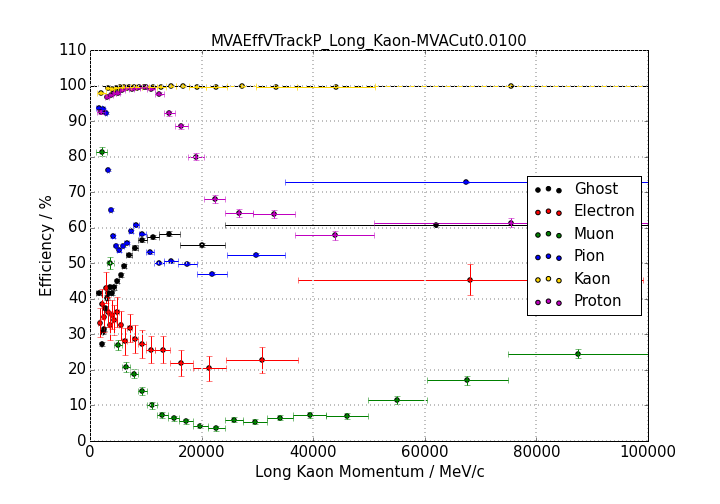 MVAEffVTrackP_Long_Kaon-MVACut0.0100
110
100
90
80
70
60
50
40
30
20
10
0
Efficiency / %
Ghost
Electron
Muon
Pion
Kaon
Proton
0 20000 40000 60000 80000 100000
Long Kaon Momentum / MeV/c